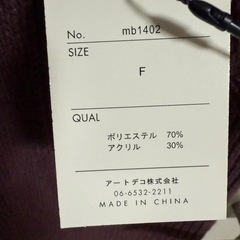 No. mb1402
SIZE
F
QUAL
ポリエステル 70%
アクリル 30%
アートデコ株式会社
06-6532-2211
MADE IN CHINA